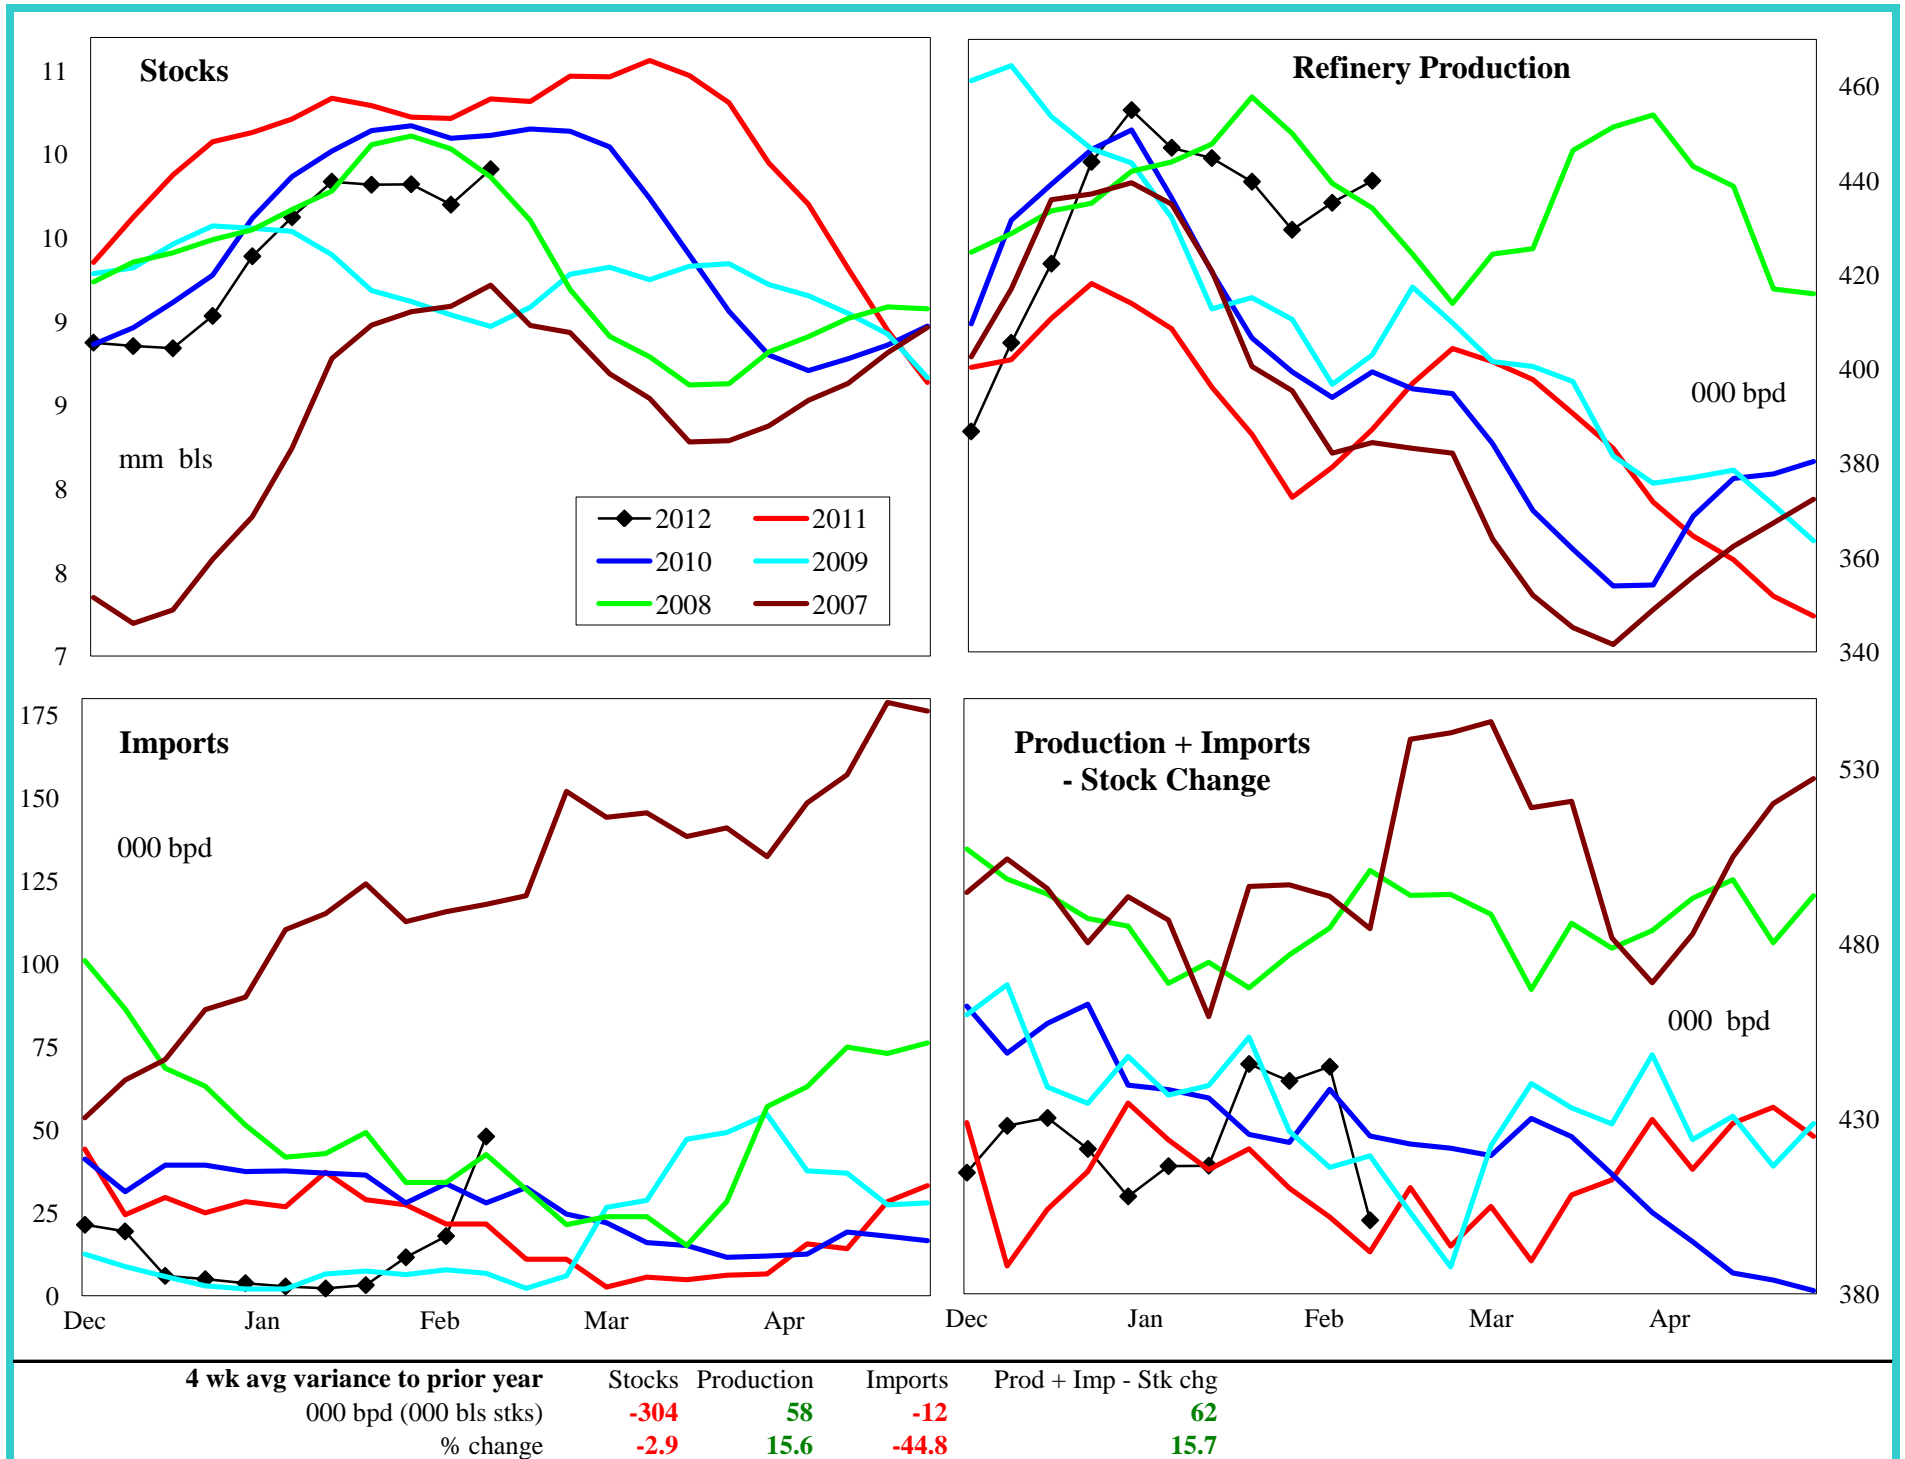 Stocks
11
10
10
9
9
8
8
7
mm bls
2012
2011
2010
2009
2008
2007
Refinery Production
460
440
420
400
380
360
340
000 bpd
Imports
000 bpd
175
150
125
100
75
50
25
0
Dec Jan Feb Mar Apr
Production + Imports
- Stock Change
000 bpd
530
480
430
380
Dec Jan Feb Mar Apr
4 wk avg variance to prior year Stocks Production Imports Prod + Imp - Stk chg
000 bpd (000 bls stks) -304 58 -12 62
% change -2.9 15.6 -44.8 15.7